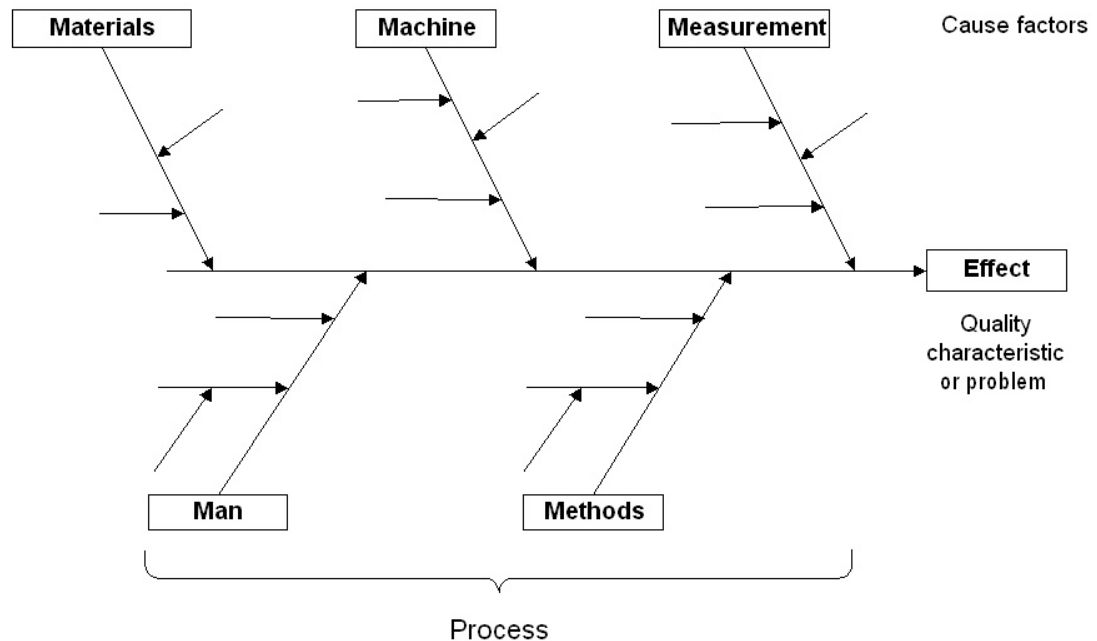 Materials
Machine
Measurement
Cause factors
Effect
Quality
characteristic
or problem
Man
Methods
Process